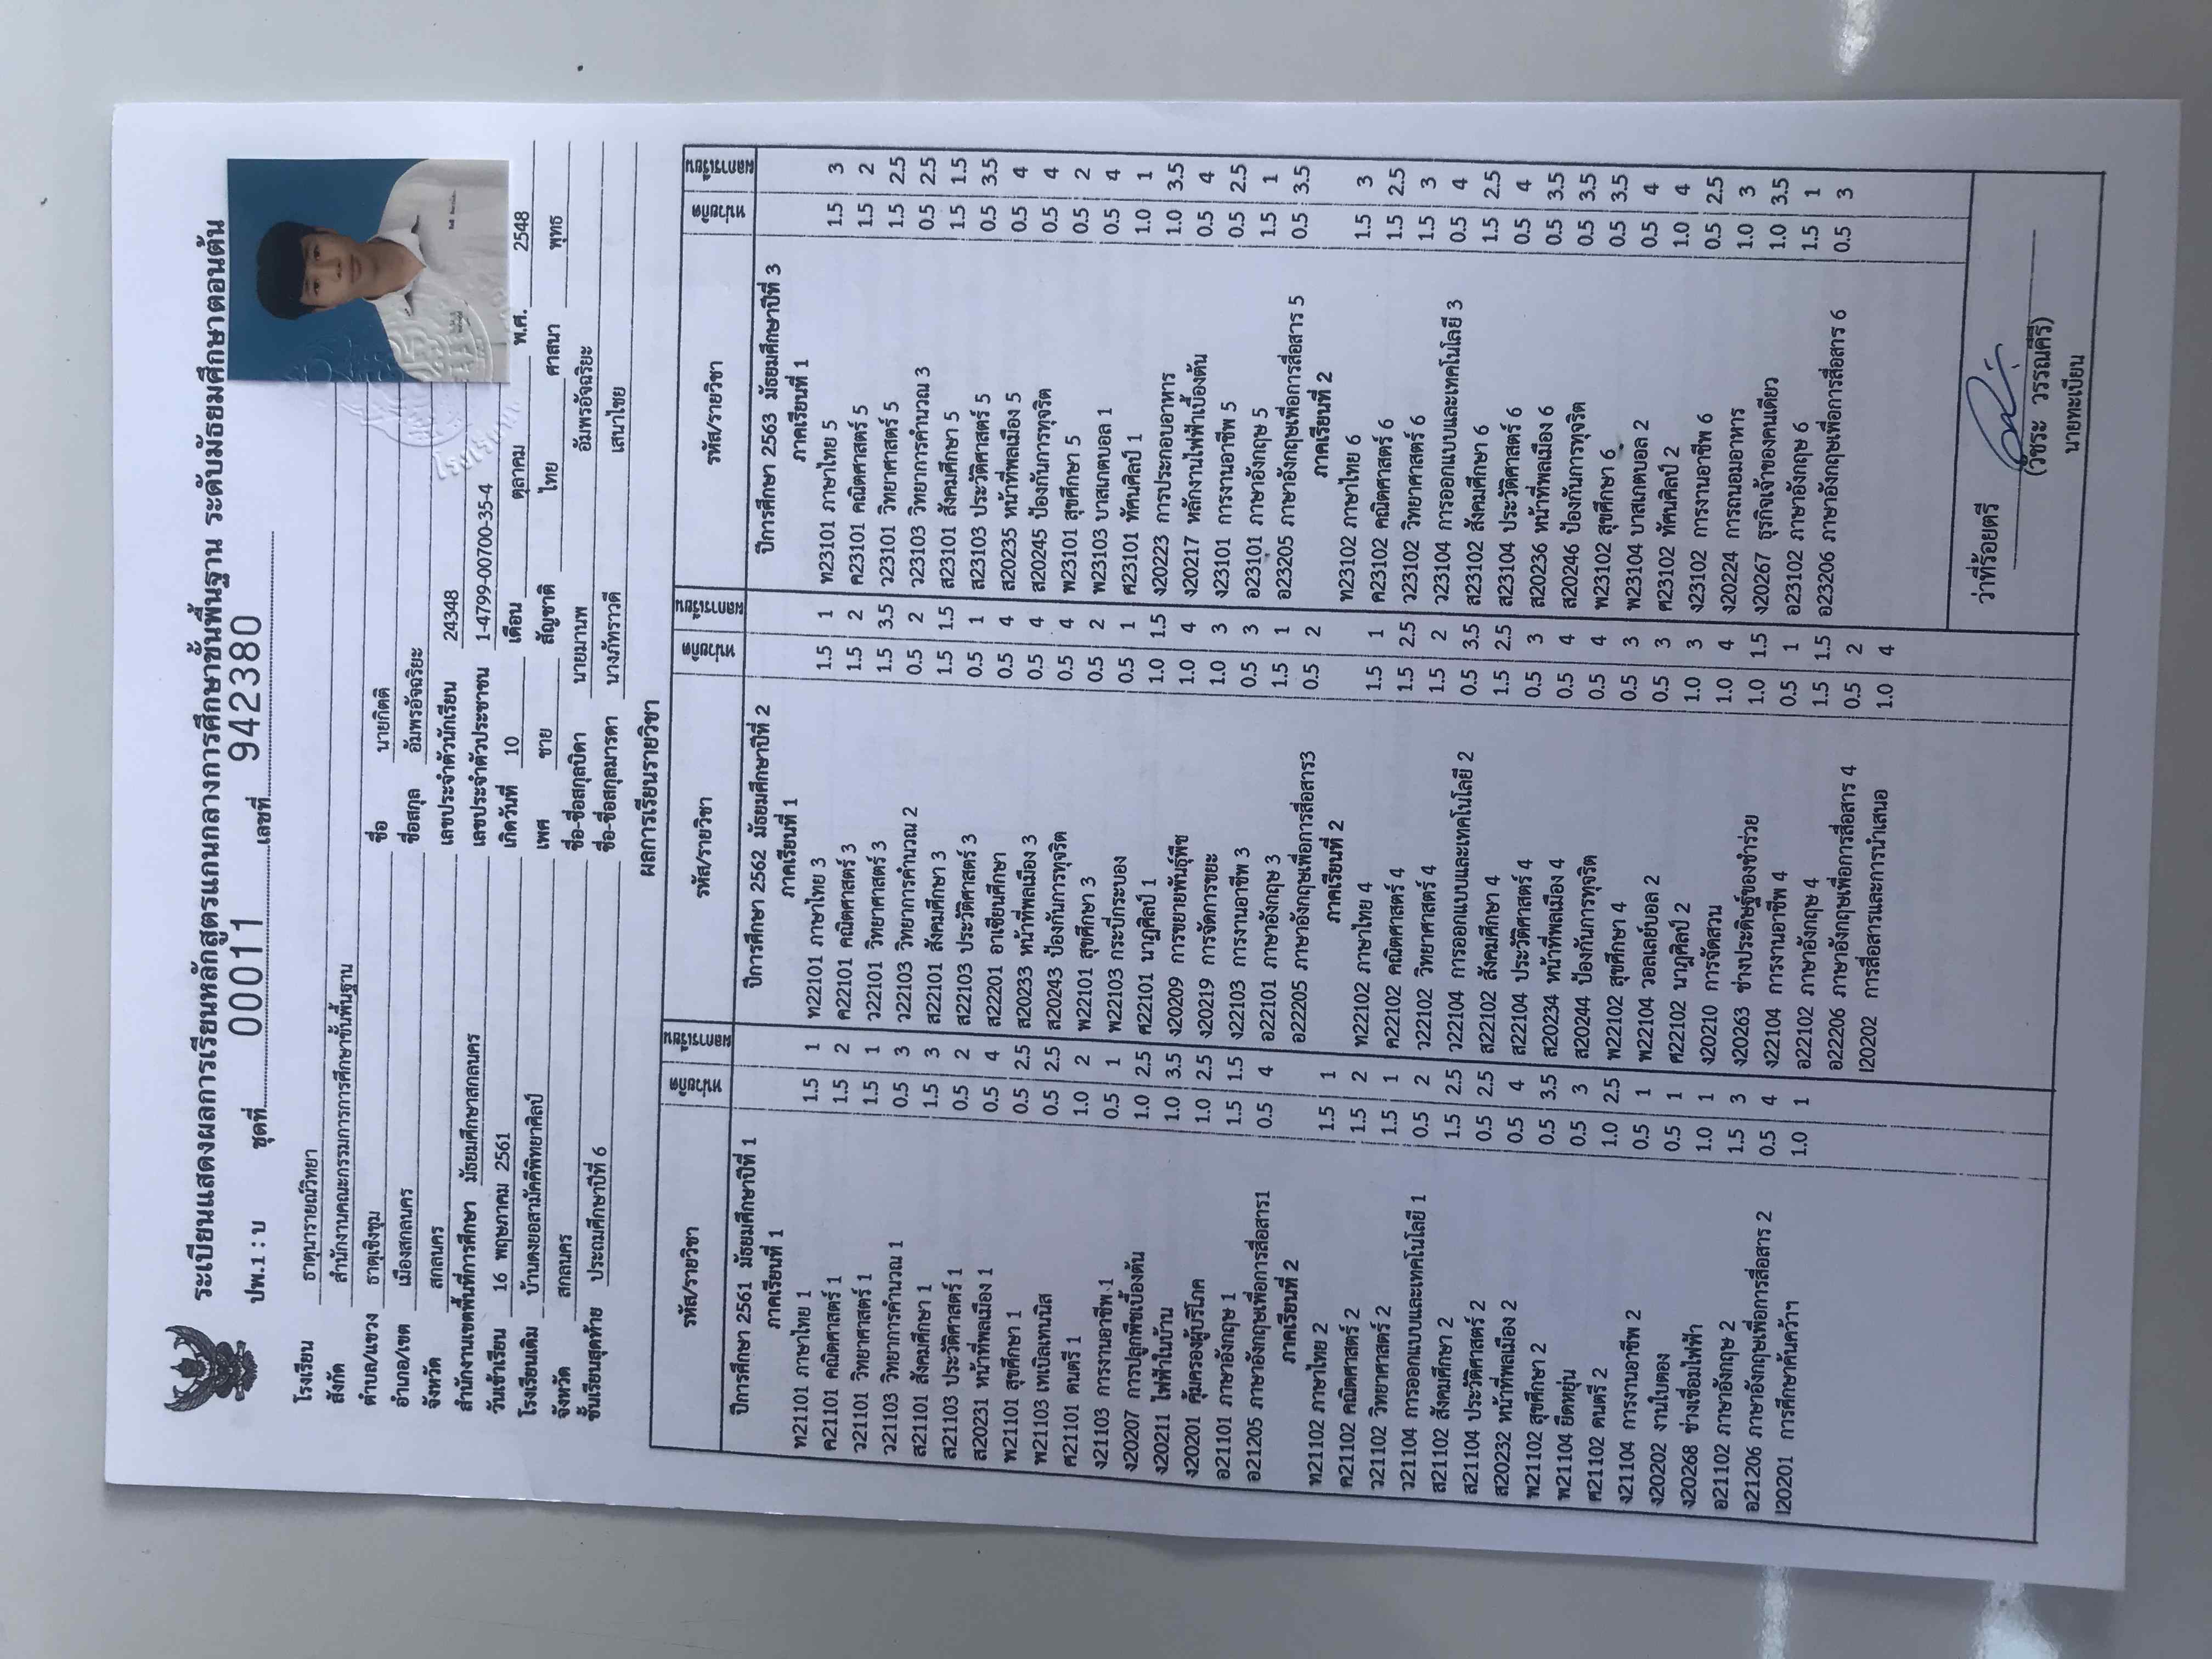 ระเบียนแสดงผลการเรียนหลักสูตรแกนกลางการศึกษาขั้นพื้นฐาน ระดับมัธยมศึกษาตอนต้น
ปพ.1 : บ ชุดที่ 00011 เลขที่ 942380
โรงเรียน ธาตุนารายณ์วิทยา
สังกัด สำนักงานคณะกรรมการการศึกษาขั้นพื้นฐาน
ตำบล/แขวง ธาตุเชิงชุม
อำเภอ/เขต เมืองสกลนคร
จังหวัด สกลนคร
สำนักงานเขตพื้นที่การศึกษา มัธยมศึกษาสกลนคร
วันเข้าเรียน 16 พฤษภาคม 2561
โรงเรียนเดิม บ้านดงยอสามัคคีพิทยาศิลป์
จังหวัด สกลนคร
ชั้นเรียนสุดท้าย ประถมศึกษาปีที่ 6
ชื่อ นายกิตติ
ชื่อสกุล อัมพรอัจฉริยะ
เลขประจำตัวนักเรียน 24348
เลขประจำตัวประชาชน 1-4799-00700-35-4
เกิดวันที่ 10 เดือน ตุลาคม พ.ศ. 2548
เพศ ชาย สัญชาติ ไทย ศาสนา พุทธ
ชื่อ-ชื่อสกุลบิดา นายมานพ อัมพรอัจฉริยะ
ชื่อ-ชื่อสกุลมารดา นางภัทราวดี เสนาไชย
ผลการเรียนรายวิชา
รหัส/รายวิชา หน่วยกิต ผลการเรียน
ปีการศึกษา 2561 มัธยมศึกษาปีที่ 1
ภาคเรียนที่ 1
ท21101 ภาษาไทย 1 1.5 1
ค21101 คณิตศาสตร์ 1 1.5 2
ว21101 วิทยาศาสตร์ 1 1.5 1
ว21103 วิทยาการคำนวณ 1 0.5 3
ส21101 สังคมศึกษา 1 1.5 3
ส21103 ประวัติศาสตร์ 1 0.5 2
ส20231 หน้าที่พลเมือง 1 0.5 4
พ21101 สุขศึกษา 1 0.5 2.5
พ21103 เทเบิลเทนนิส 0.5 2.5
ศ21101 ดนตรี 1 1.0 2
ง21103 การงานอาชีพ 1 0.5 1
ง20207 การปลูกพืชเบื้องต้น 1.0 2.5
ง20211 ไฟฟ้าในบ้าน 1.0 3.5
ง20201 คุ้มครองผู้บริโภค 1.0 2.5
อ21101 ภาษาอังกฤษ 1 1.5 1.5
อ21205 ภาษาอังกฤษเพื่อการสื่อสาร1 0.5 4
ภาคเรียนที่ 2
ท21102 ภาษาไทย 2 1.5 1
ค21102 คณิตศาสตร์ 2 1.5 2
ว21102 วิทยาศาสตร์ 2 1.5 1
ว21104 การออกแบบและเทคโนโลยี 1 0.5 2
ส21102 สังคมศึกษา 2 1.5 2.5
ส21104 ประวัติศาสตร์ 2 0.5 2.5
ส20232 หน้าที่พลเมือง 2 0.5 4
พ21102 สุขศึกษา 2 0.5 3.5
พ21104 ยืดหยุ่น 0.5 3
ศ21102 ดนตรี 2 1.0 2.5
ง21104 การงานอาชีพ 2 0.5 1
ง20202 งานใบตอง 0.5 1
ง20268 ช่างเชื่อมไฟฟ้า 1.0 1
อ21102 ภาษาอังกฤษ 2 1.5 3
อ21206 ภาษาอังกฤษเพื่อการสื่อสาร 2 0.5 4
I20201 การศึกษาค้นคว้าฯ 1.0 1
รหัส/รายวิชา หน่วยกิต ผลการเรียน
ปีการศึกษา 2562 มัธยมศึกษาปีที่ 2
ภาคเรียนที่ 1
ท22101 ภาษาไทย 3 1.5 1
ค22101 คณิตศาสตร์ 3 1.5 2
ว22101 วิทยาศาสตร์ 3 1.5 3.5
ว22103 วิทยาการคำนวณ 2 0.5 2
ส22101 สังคมศึกษา 3 1.5 1.5
ส22103 ประวัติศาสตร์ 3 0.5 1
ส22201 อาเซียนศึกษา 0.5 4
ส20233 หน้าที่พลเมือง 3 0.5 4
ส20243 ป้องกันการทุจริต 0.5 4
พ22101 สุขศึกษา 3 0.5 2
พ22103 กระบี่กระบอง 0.5 1
ศ22101 นาฏศิลป์ 1 1.0 1.5
ง20209 การขยายพันธุ์พืช 1.0 4
ง20219 การจัดการขยะ 1.0 3
ง22103 การงานอาชีพ 3 0.5 3
อ22101 ภาษาอังกฤษ 3 1.5 1
อ22205 ภาษาอังกฤษเพื่อการสื่อสาร3 0.5 2
ภาคเรียนที่ 2
ท22102 ภาษาไทย 4 1.5 1
ค22102 คณิตศาสตร์ 4 1.5 2.5
ว22102 วิทยาศาสตร์ 4 1.5 2
ว22104 การออกแบบและเทคโนโลยี 2 0.5 3.5
ส22102 สังคมศึกษา 4 1.5 2.5
ส22104 ประวัติศาสตร์ 4 0.5 3
ส20234 หน้าที่พลเมือง 4 0.5 4
ส20244 ป้องกันการทุจริต 0.5 4
พ22102 สุขศึกษา 4 0.5 3
พ22104 วอลเลย์บอล 2 0.5 3
ศ22102 นาฏศิลป์ 2 1.0 3
ง20210 การจัดสวน 1.0 4
ง20263 ช่างประดิษฐ์ของชำร่วย 1.0 1.5
ง22104 การงานอาชีพ 4 0.5 1
อ22102 ภาษาอังกฤษ 4 1.5 1.5
อ22206 ภาษาอังกฤษเพื่อการสื่อสาร 4 0.5 2
I20202 การสื่อสารและการนำเสนอ 1.0 4
รหัส/รายวิชา หน่วยกิต ผลการเรียน
ปีการศึกษา 2563 มัธยมศึกษาปีที่ 3
ภาคเรียนที่ 1
ท23101 ภาษาไทย 5 1.5 3
ค23101 คณิตศาสตร์ 5 1.5 2
ว23101 วิทยาศาสตร์ 5 1.5 2.5
ว23103 วิทยาการคำนวณ 3 0.5 2.5
ส23101 สังคมศึกษา 5 1.5 1.5
ส23103 ประวัติศาสตร์ 5 0.5 3.5
ส20235 หน้าที่พลเมือง 5 0.5 4
ส20245 ป้องกันการทุจริต 0.5 4
พ23101 สุขศึกษา 5 0.5 2
พ23103 บาสเกตบอล 1 0.5 4
ศ23101 ทัศนศิลป์ 1 1.0 1
ง20223 การประกอบอาหาร 1.0 3.5
ง20217 หลักงานไฟฟ้าเบื้องต้น 0.5 4
ง23101 การงานอาชีพ 5 0.5 2.5
อ23101 ภาษาอังกฤษ 5 1.5 1
อ23205 ภาษาอังกฤษเพื่อการสื่อสาร 5 0.5 3.5
ภาคเรียนที่ 2
ท23102 ภาษาไทย 6 1.5 3
ค23102 คณิตศาสตร์ 6 1.5 2.5
ว23102 วิทยาศาสตร์ 6 1.5 3
ว23104 การออกแบบและเทคโนโลยี 3 0.5 4
ส23102 สังคมศึกษา 6 1.5 2.5
ส23104 ประวัติศาสตร์ 6 0.5 4
ส20236 หน้าที่พลเมือง 6 0.5 3.5
ส20246 ป้องกันการทุจริต 0.5 3.5
พ23102 สุขศึกษา 6 0.5 3.5
พ23104 บาสเกตบอล 2 0.5 4
ศ23102 ทัศนศิลป์ 2 1.0 4
ง23102 การงานอาชีพ 6 0.5 2.5
ง20224 การถนอมอาหาร 1.0 3
ง20267 ธุรกิจเจ้าของคนเดียว 1.0 3.5
อ23102 ภาษาอังกฤษ 6 1.5 1
อ23206 ภาษาอังกฤษเพื่อการสื่อสาร 6 0.5 3
ว่าที่ร้อยตรี
(วัชระ วรรณคีรี)
นายทะเบียน